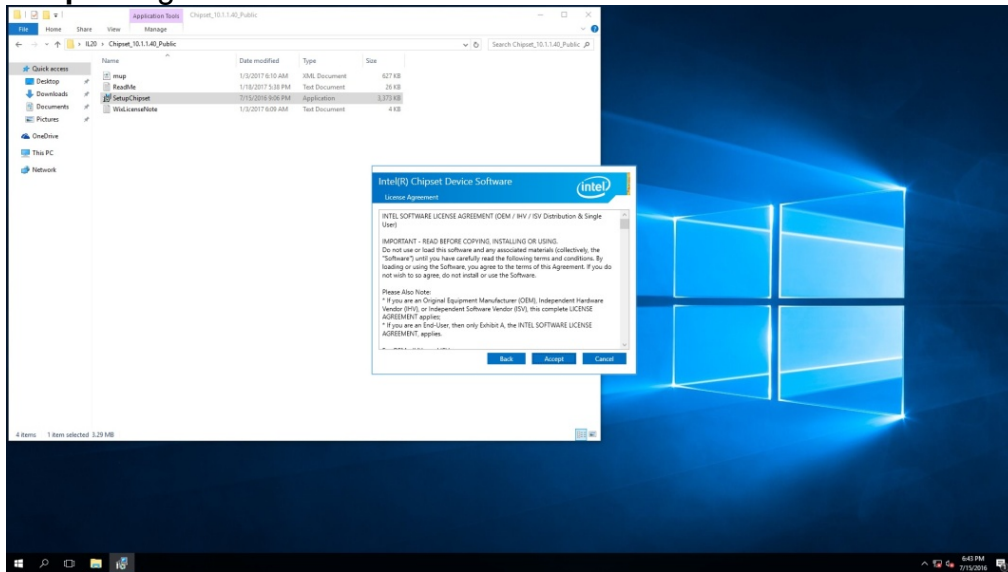 Application Tools
Chipset_10.1.1.40_Public
File Home Share View Manage
IL20 › Chipset_10.1.1.40_Public
Search Chipset_10.1.1.40_Public
Name Date modified Type Size
Quick access
Desktop
Downloads
Documents
Pictures
OneDrive
This PC
Network
mup 1/3/2017 6:10 AM XML Document 627 KB
ReadMe 1/18/2017 5:38 PM Text Document 26 KB
SetupChipset 7/15/2016 9:06 PM Application 3,373 KB
WixLicenseNote 1/3/2017 6:09 AM Text Document 4 KB
Intel(R) Chipset Device Software
License Agreement
intel
INTEL SOFTWARE LICENSE AGREEMENT (OEM / IHV / ISV Distribution & Single
User)
IMPORTANT - READ BEFORE COPYING, INSTALLING OR USING.
Do not use or load this software and any associated materials (collectively, the
"Software") until you have carefully read the following terms and conditions. By
loading or using the Software, you agree to the terms of this Agreement. If you do
not wish to so agree, do not install or use the Software.
Please Also Note:
* If you are an Original Equipment Manufacturer (OEM), Independent Hardware
Vendor (IHV), or Independent Software Vendor (ISV), this complete LICENSE
AGREEMENT applies;
* If you are an End-User, then only Exhibit A, the INTEL SOFTWARE LICENSE
AGREEMENT, applies.
Back Accept Cancel
4 items 1 item selected 3.29 MB
6:43 PM
7/15/2016